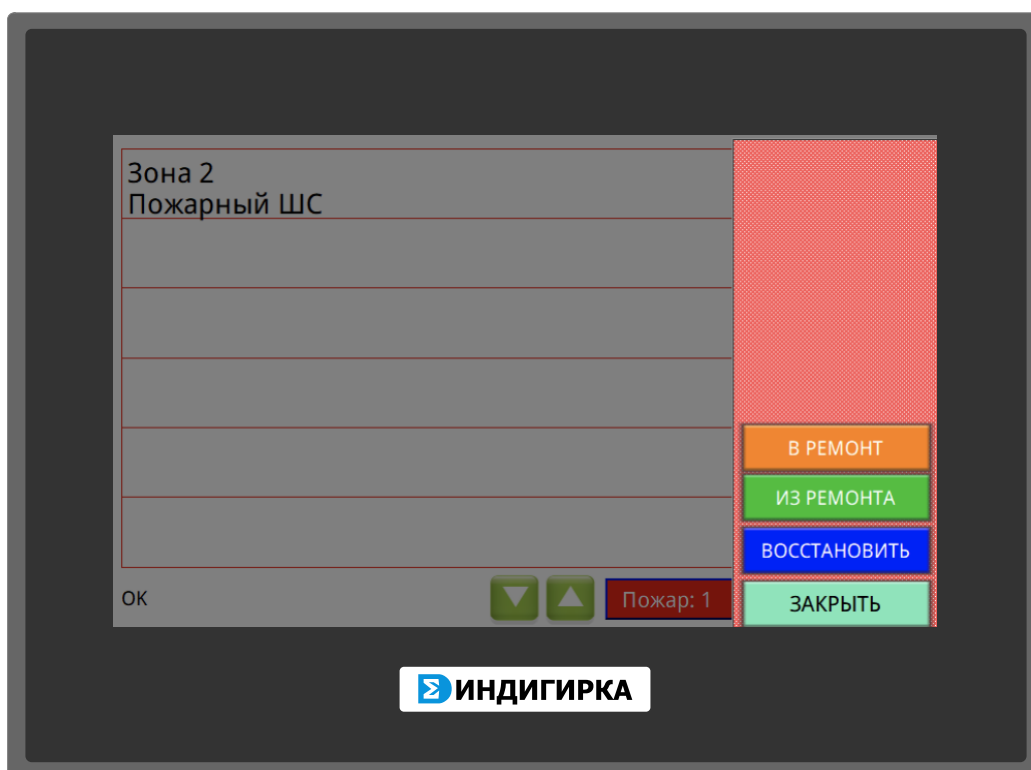 Зона 2
Пожарный ШС
В РЕМОНТ
ИЗ РЕМОНТА
ВОССТАНОВИТЬ
OK
Пожар: 1
ЗАКРЫТЬ
ИНДИГИРКА